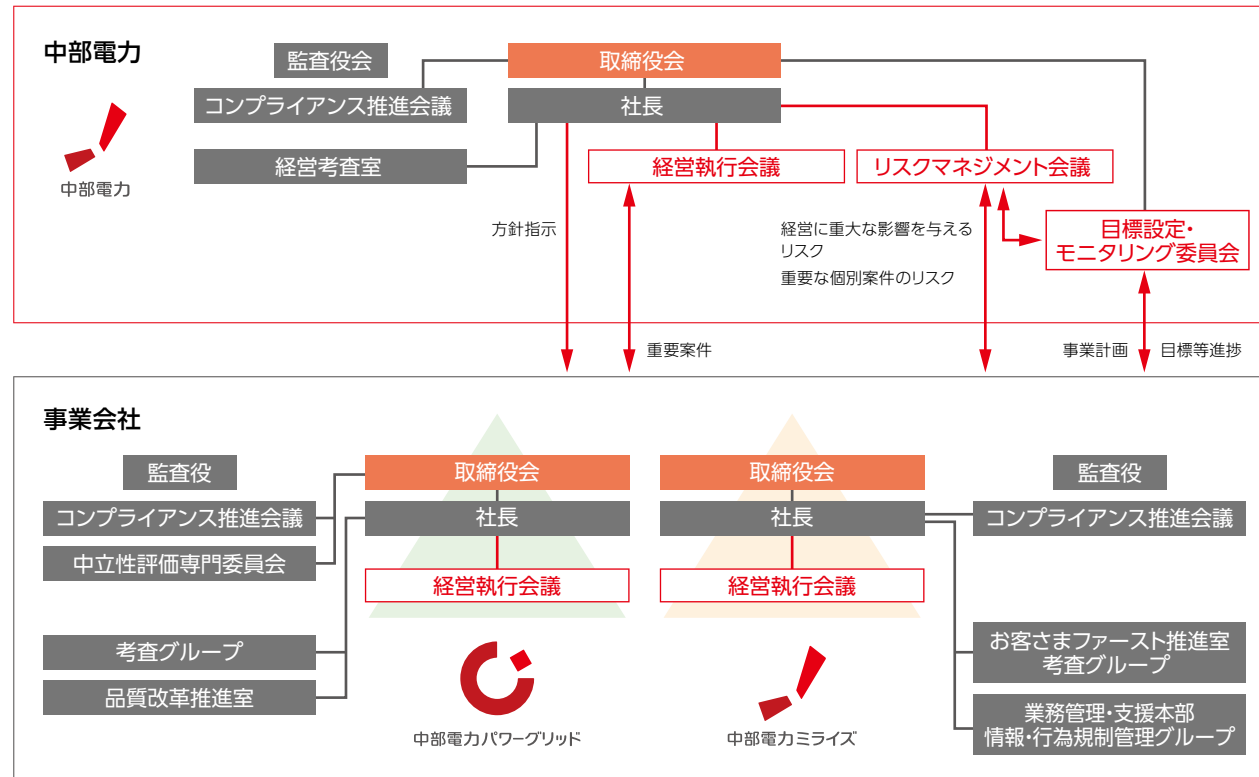 中部電力
監査役会
取締役会
コンプライアンス推進会議
社長
経営考査室
経営執行会議
リスクマネジメント会議
中部電力
方針指示
経営に重大な影響を与える
リスク
重要な個別案件のリスク
目標設定・
モニタリング委員会
重要案件
事業計画
目標等進捗
事業会社
監査役
取締役会
コンプライアンス推進会議
社長
中立性評価専門委員会
経営執行会議
考査グループ
品質改革推進室
中部電力パワーグリッド
取締役会
監査役
社長
コンプライアンス推進会議
経営執行会議
お客さまファースト推進室
考査グループ
業務管理・支援本部
情報・行為規制管理グループ
中部電力ミライズ